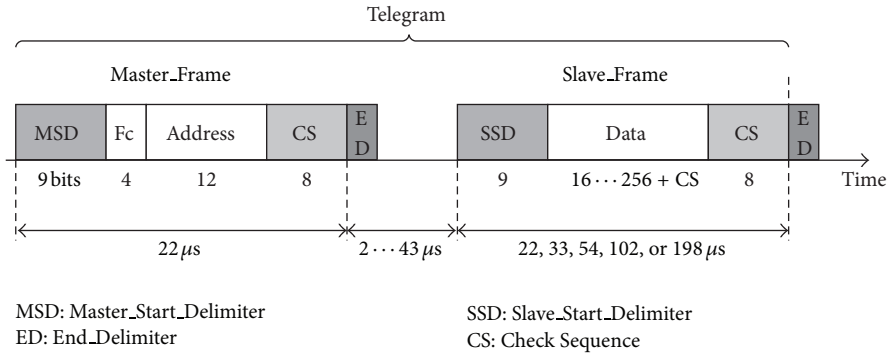 Telegram
Master_Frame Slave_Frame
MSD Fc Address CS E D SSD Data CS E D
9 bits 4 12 8 9 16 ··· 256 + CS 8 Time
22 μs 2 ··· 43 μs 22, 33, 54, 102, or 198 μs
MSD: Master_Start_Delimiter SSD: Slave_Start_Delimiter
ED: End_Delimiter CS: Check Sequence